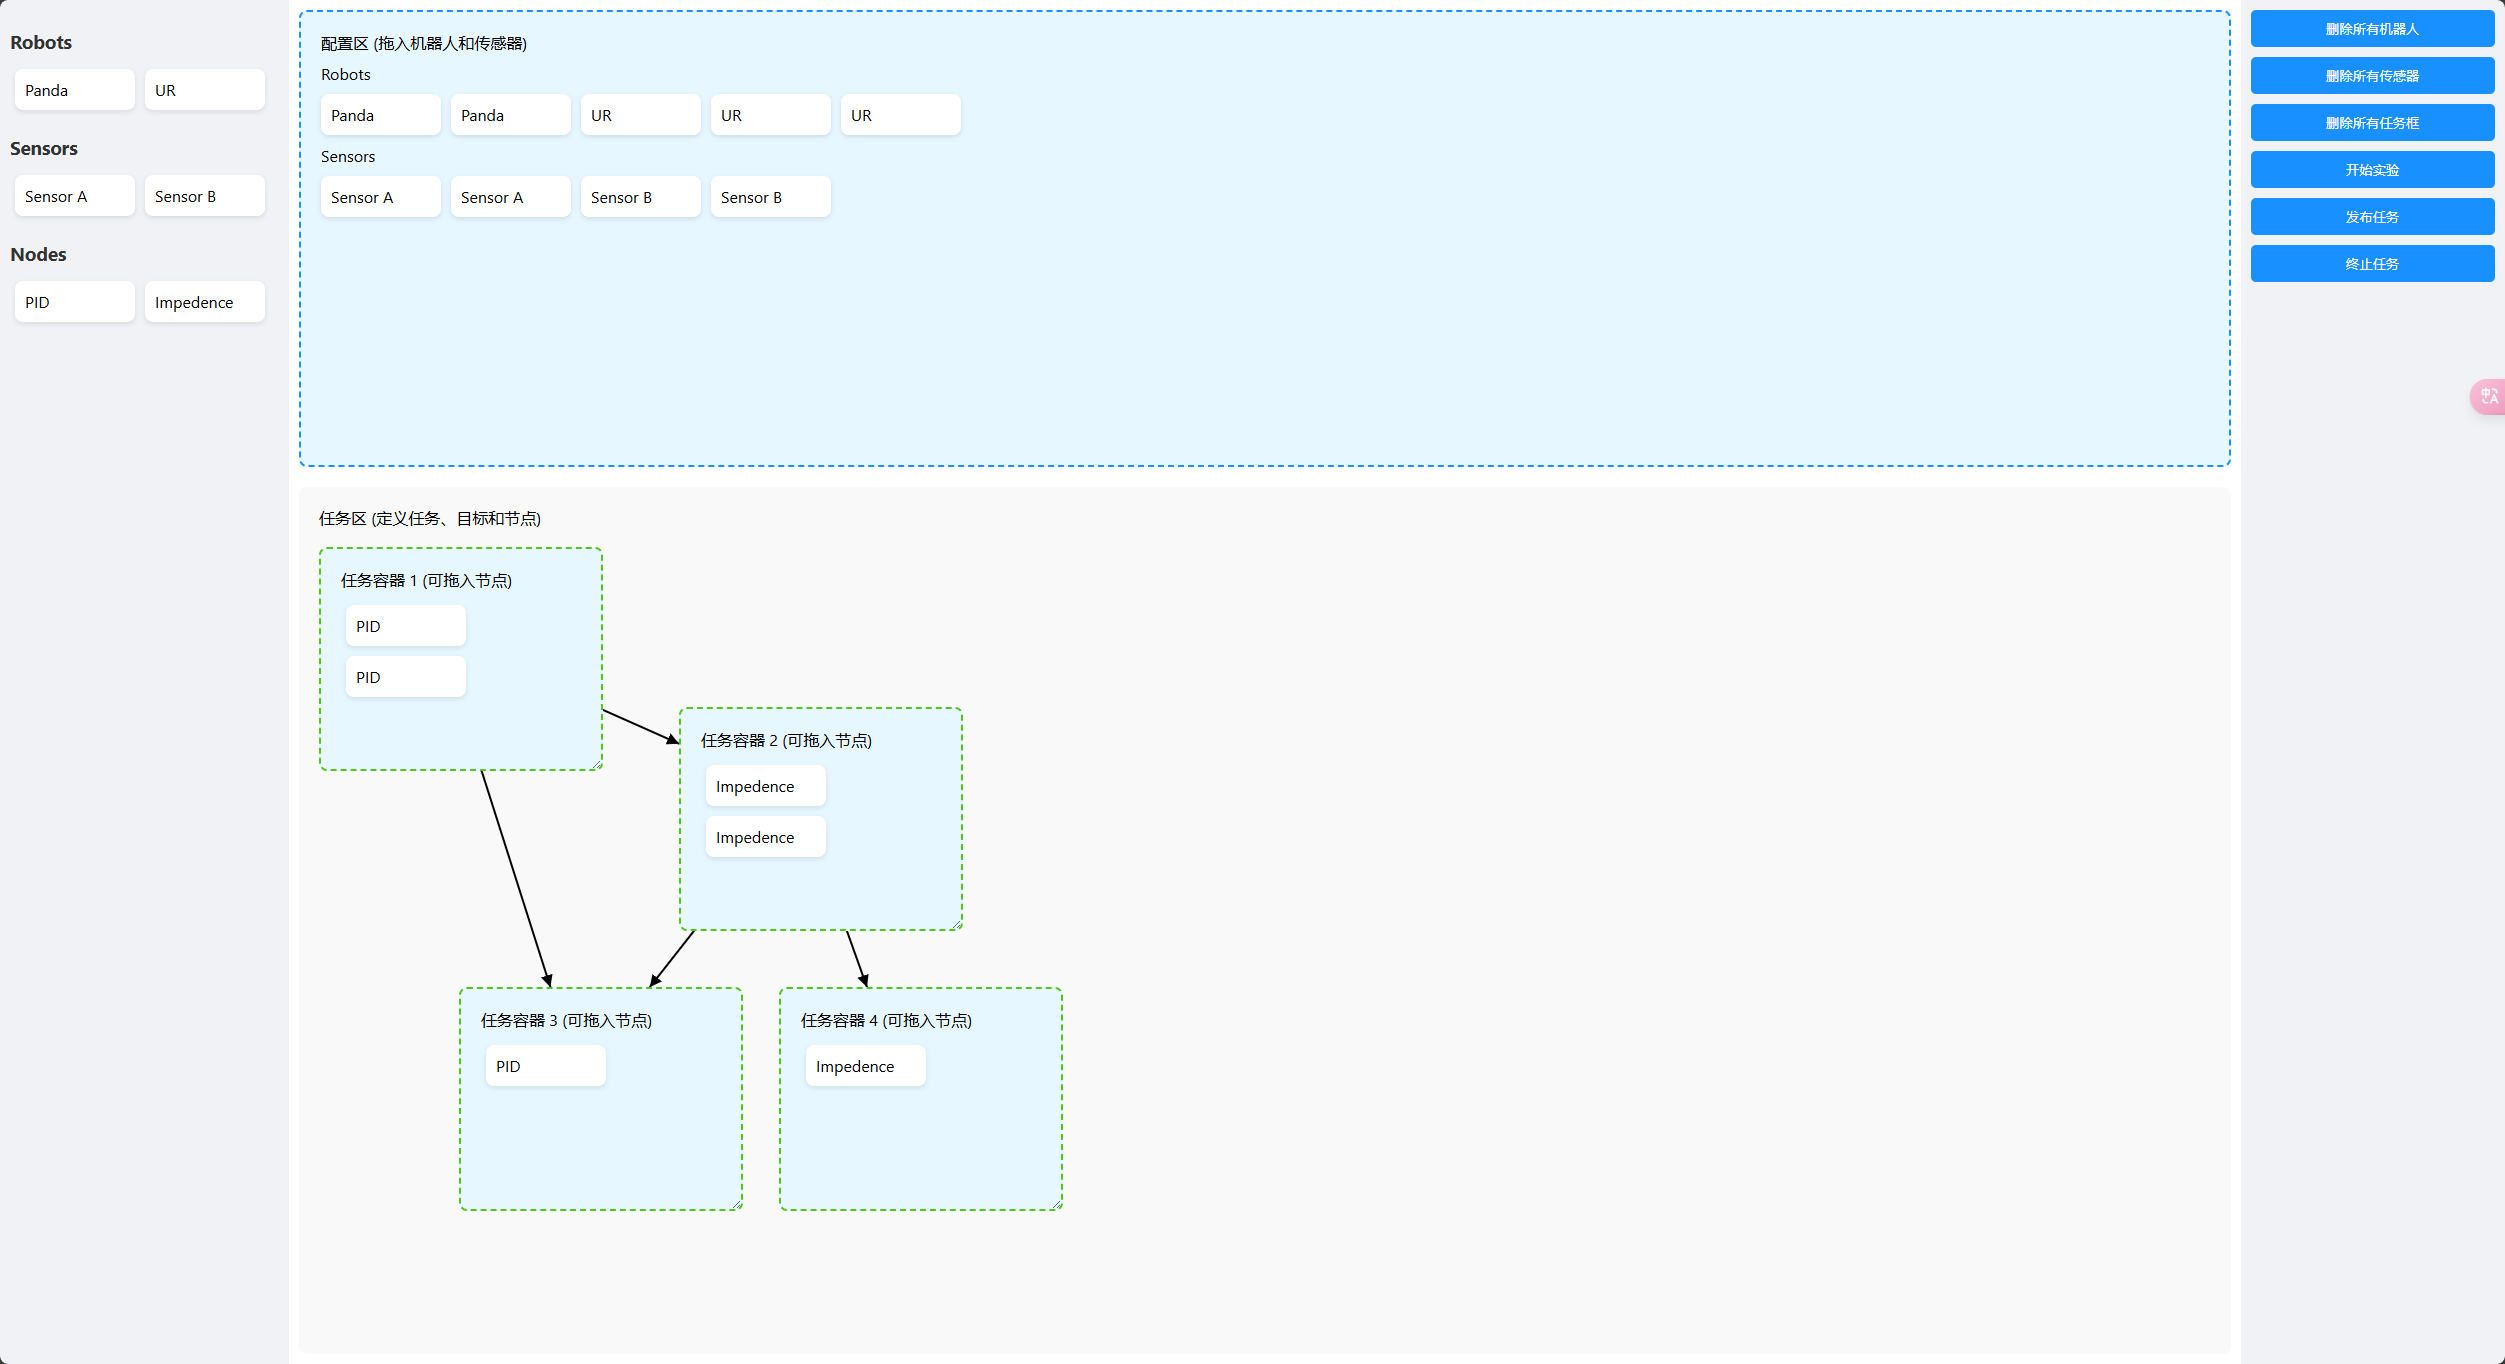 Robots
Panda
UR
Sensors
Sensor A
Sensor B
Nodes
PID
Impedence
配置区 (拖入机器人和传感器)
Robots
Panda
Panda
UR
UR
UR
Sensors
Sensor A
Sensor A
Sensor B
Sensor B
任务区 (定义任务、目标和节点)
任务容器 1 (可拖入节点)
PID
PID
任务容器 2 (可拖入节点)
Impedence
Impedence
任务容器 3 (可拖入节点)
PID
任务容器 4 (可拖入节点)
Impedence
删除所有机器人
删除所有传感器
删除所有任务框
开始实验
发布任务
终止任务
中
A